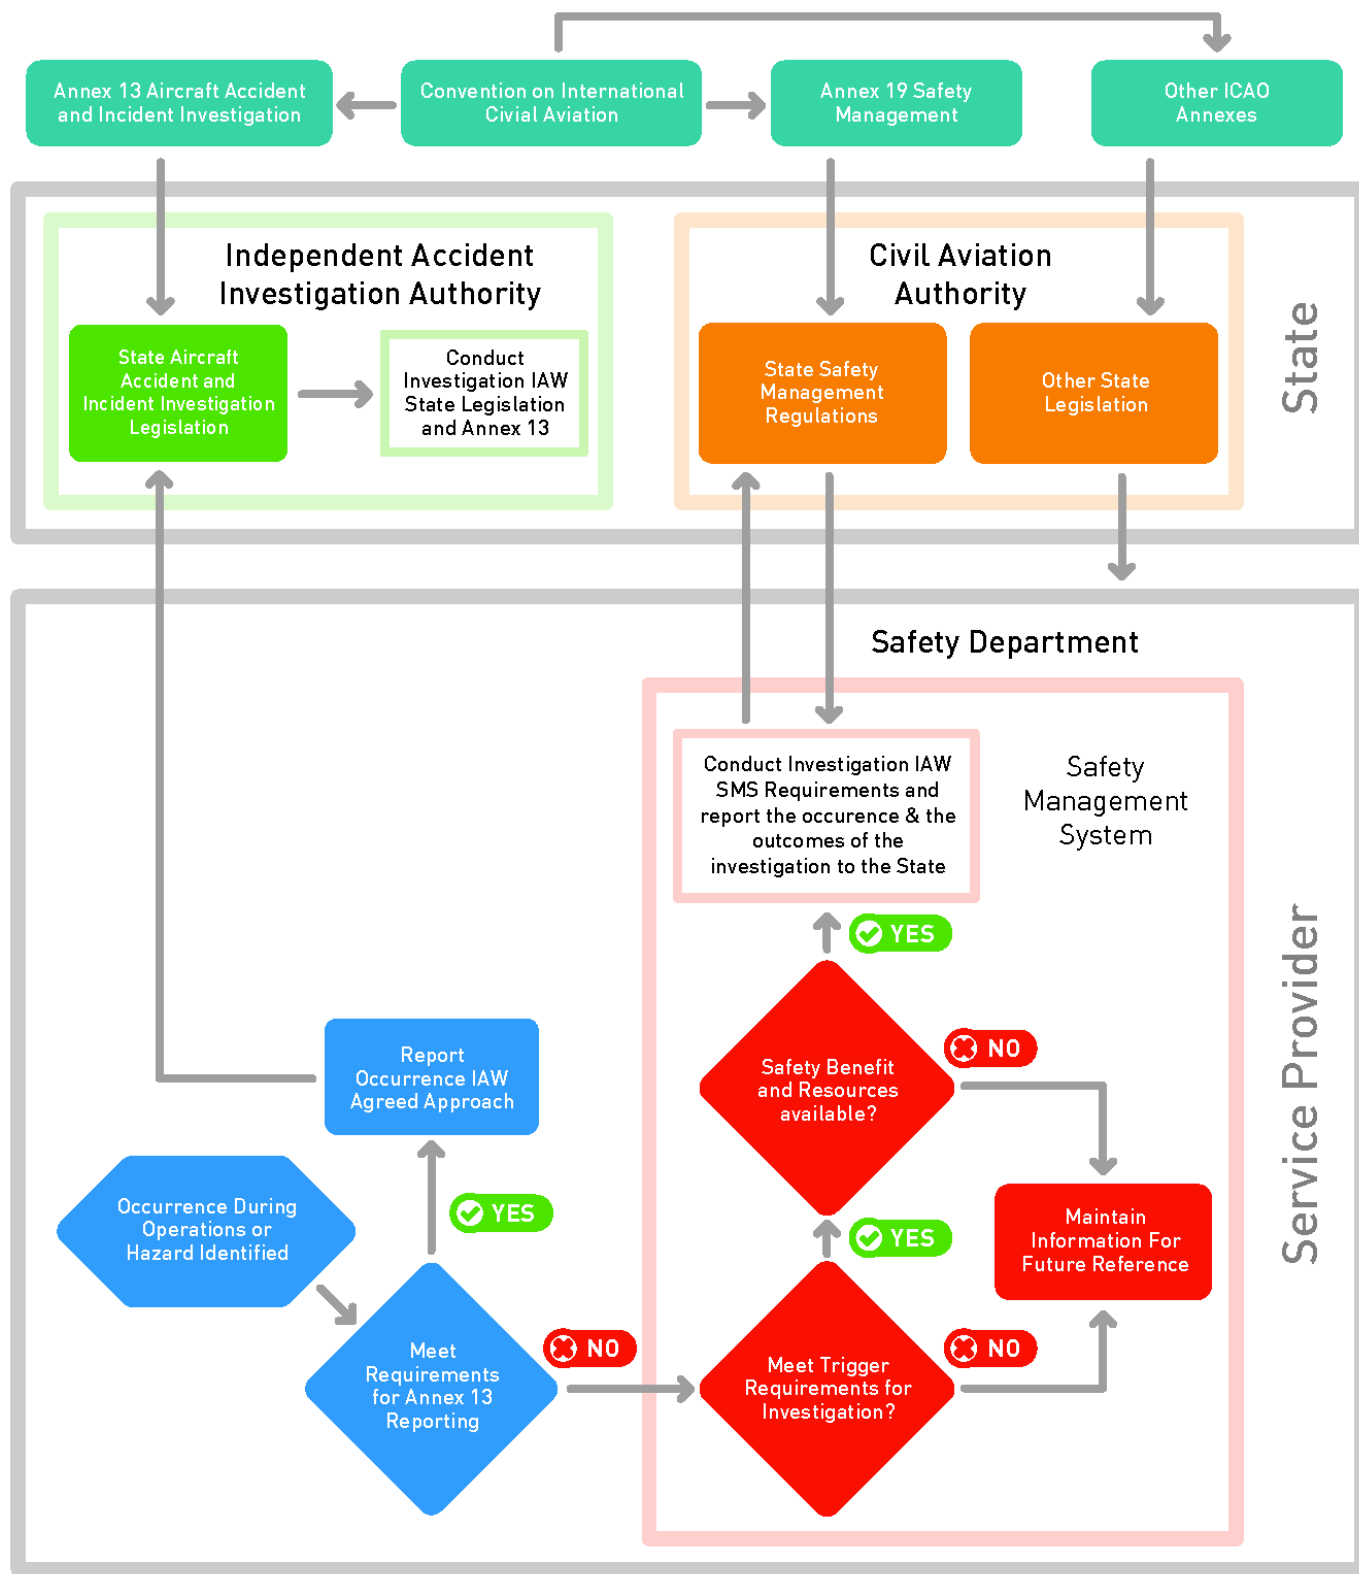 Annex 13 Aircraft Accident
and Incident Investigation
Convention on International
Civial Aviation
Annex 19 Safety
Management
Other ICAO
Annexes
Independent Accident
Investigation Authority
Civil Aviation
Authority
State
State Aircraft
Accident and
Incident Investigation
Legislation
Conduct
Investigation IAW
State Legislation
and Annex 13
State Safety
Management
Regulations
Other State
Legislation
Safety Department
Conduct Investigation IAW
SMS Requirements and
report the occurence & the
outcomes of the
investigation to the State
Safety
Management
System
YES
Service Provider
Safety Benefit
and Resources
available?
NO
Report
Occurrence IAW
Agreed Approach
YES
Occurrence During
Operations or
Hazard Identified
YES
Maintain
Information For
Future Reference
Meet
Requirements
for Annex 13
Reporting
NO
Meet Trigger
Requirements for
Investigation?
NO